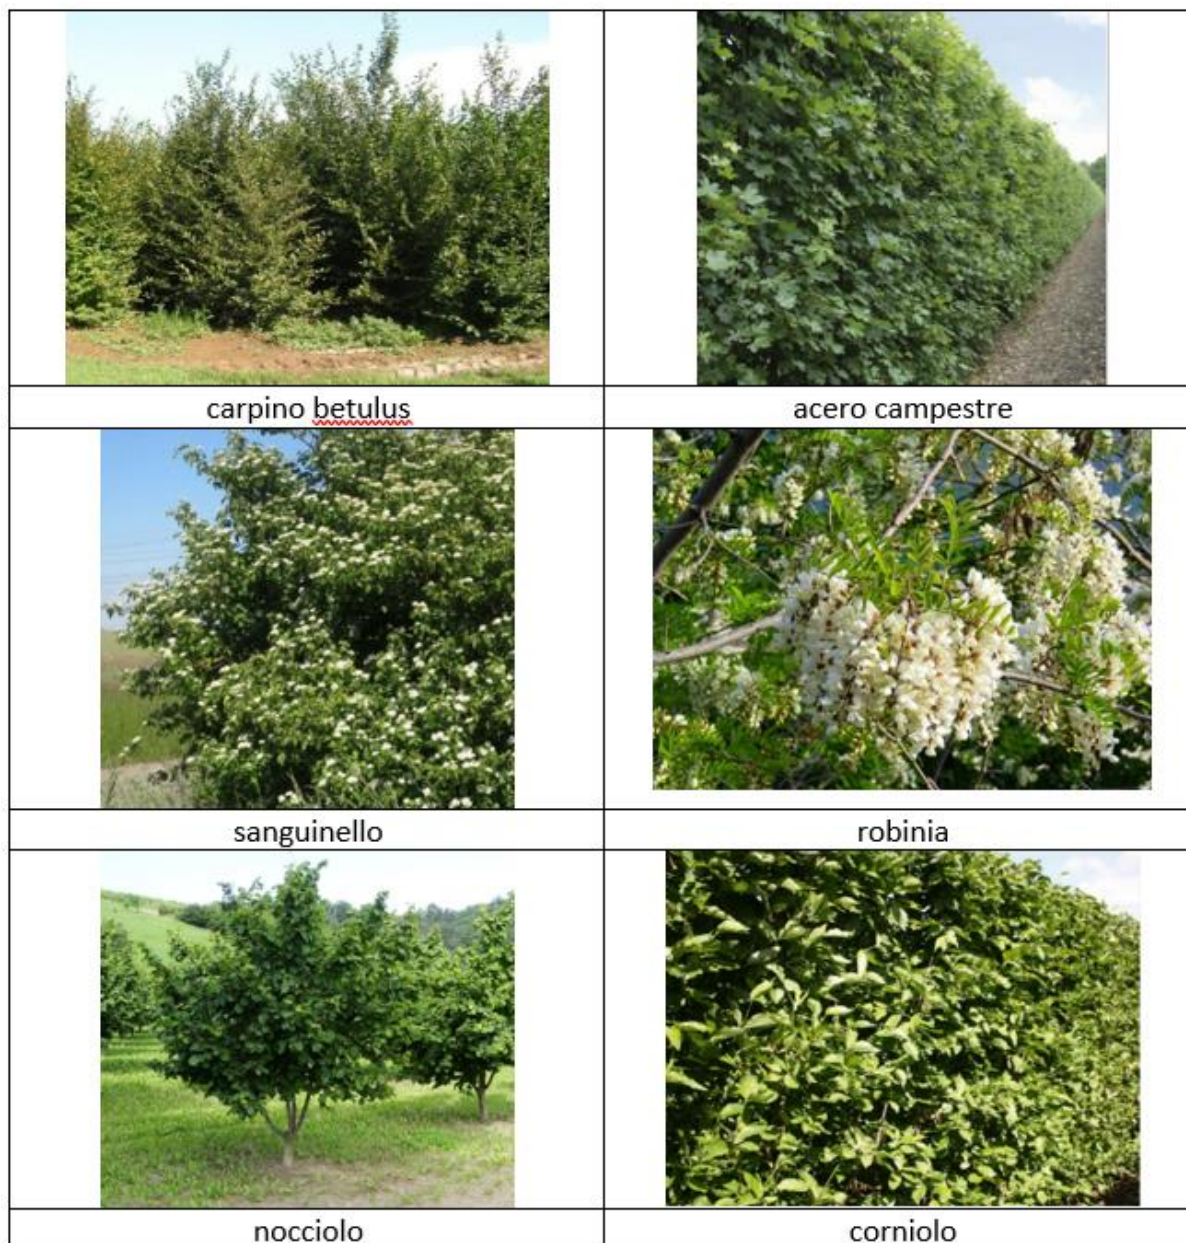 carpino betulus
acero campestre
sanguinello
robinia
nocciolo
corniolo